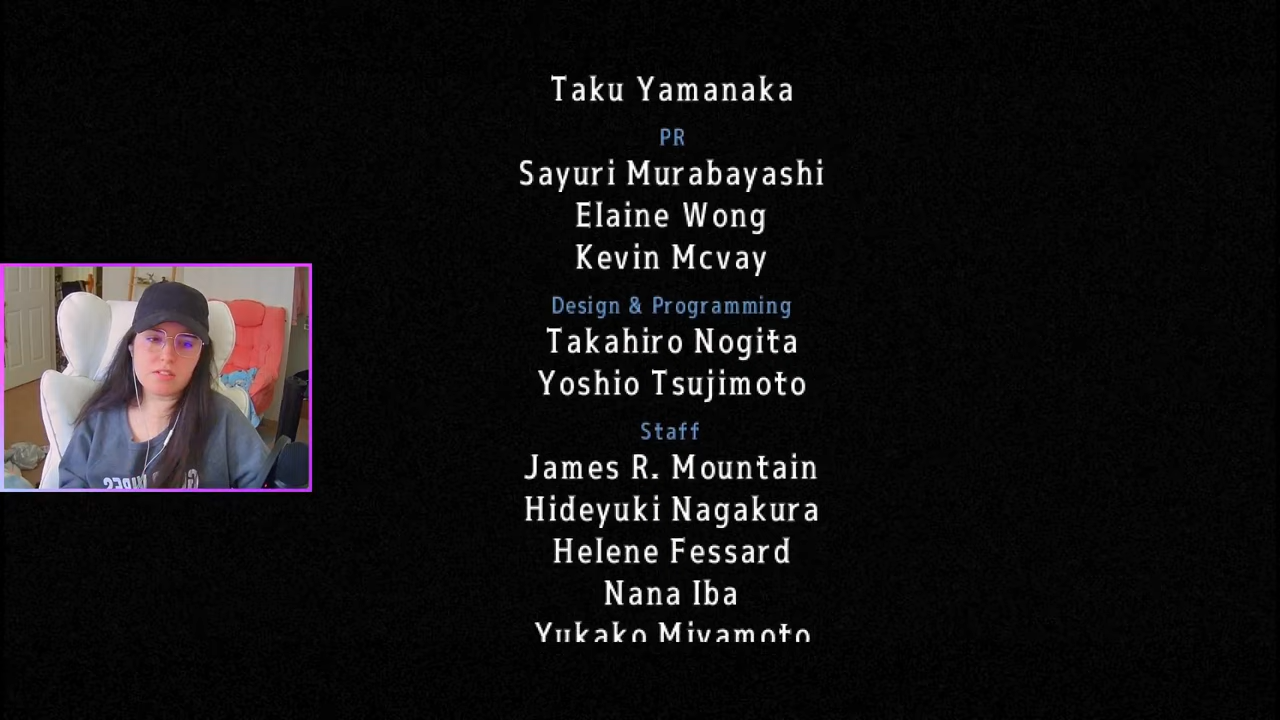 Taku Yamanaka
PR
Sayuri Murabayashi
Elaine Wong
Kevin Mcvay
Design & Programming
Takahiro Nogita
Yoshio Tsujimoto
Staff
James R. Mountain
Hideyuki Nagakura
Helene Fessard
Nana Iba
Yukako Miyamoto